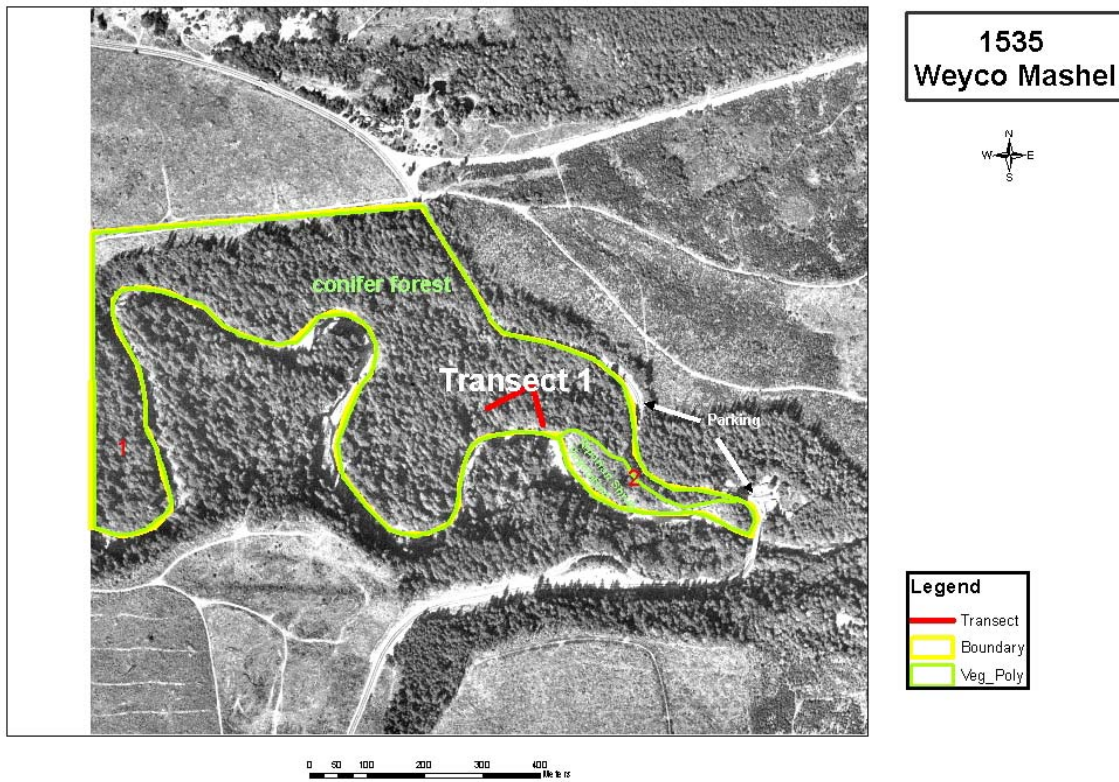 1535
Weyco Mashel
N
W E
S
conifer forest
Transect 1
Parking
1
2
Legend
Transect
Boundary
Veg_Poly
0 50 100 200 300 400